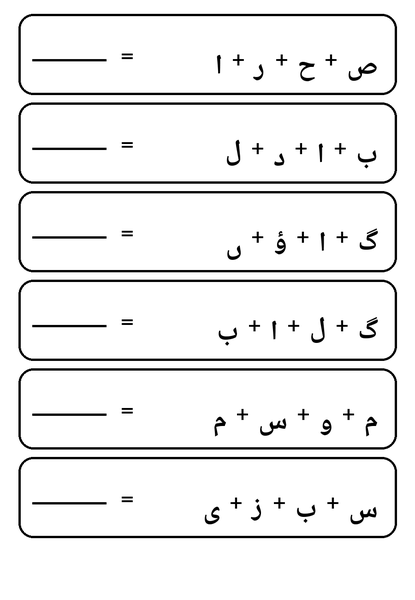 ص + ح + ر + ا = ______
ب + ا + د + ل = ______
گ + ا + ؤ + ں = ______
گ + ل + ا + ب = ______
م + و + س + م = ______
س + ب + ز + ی = ______